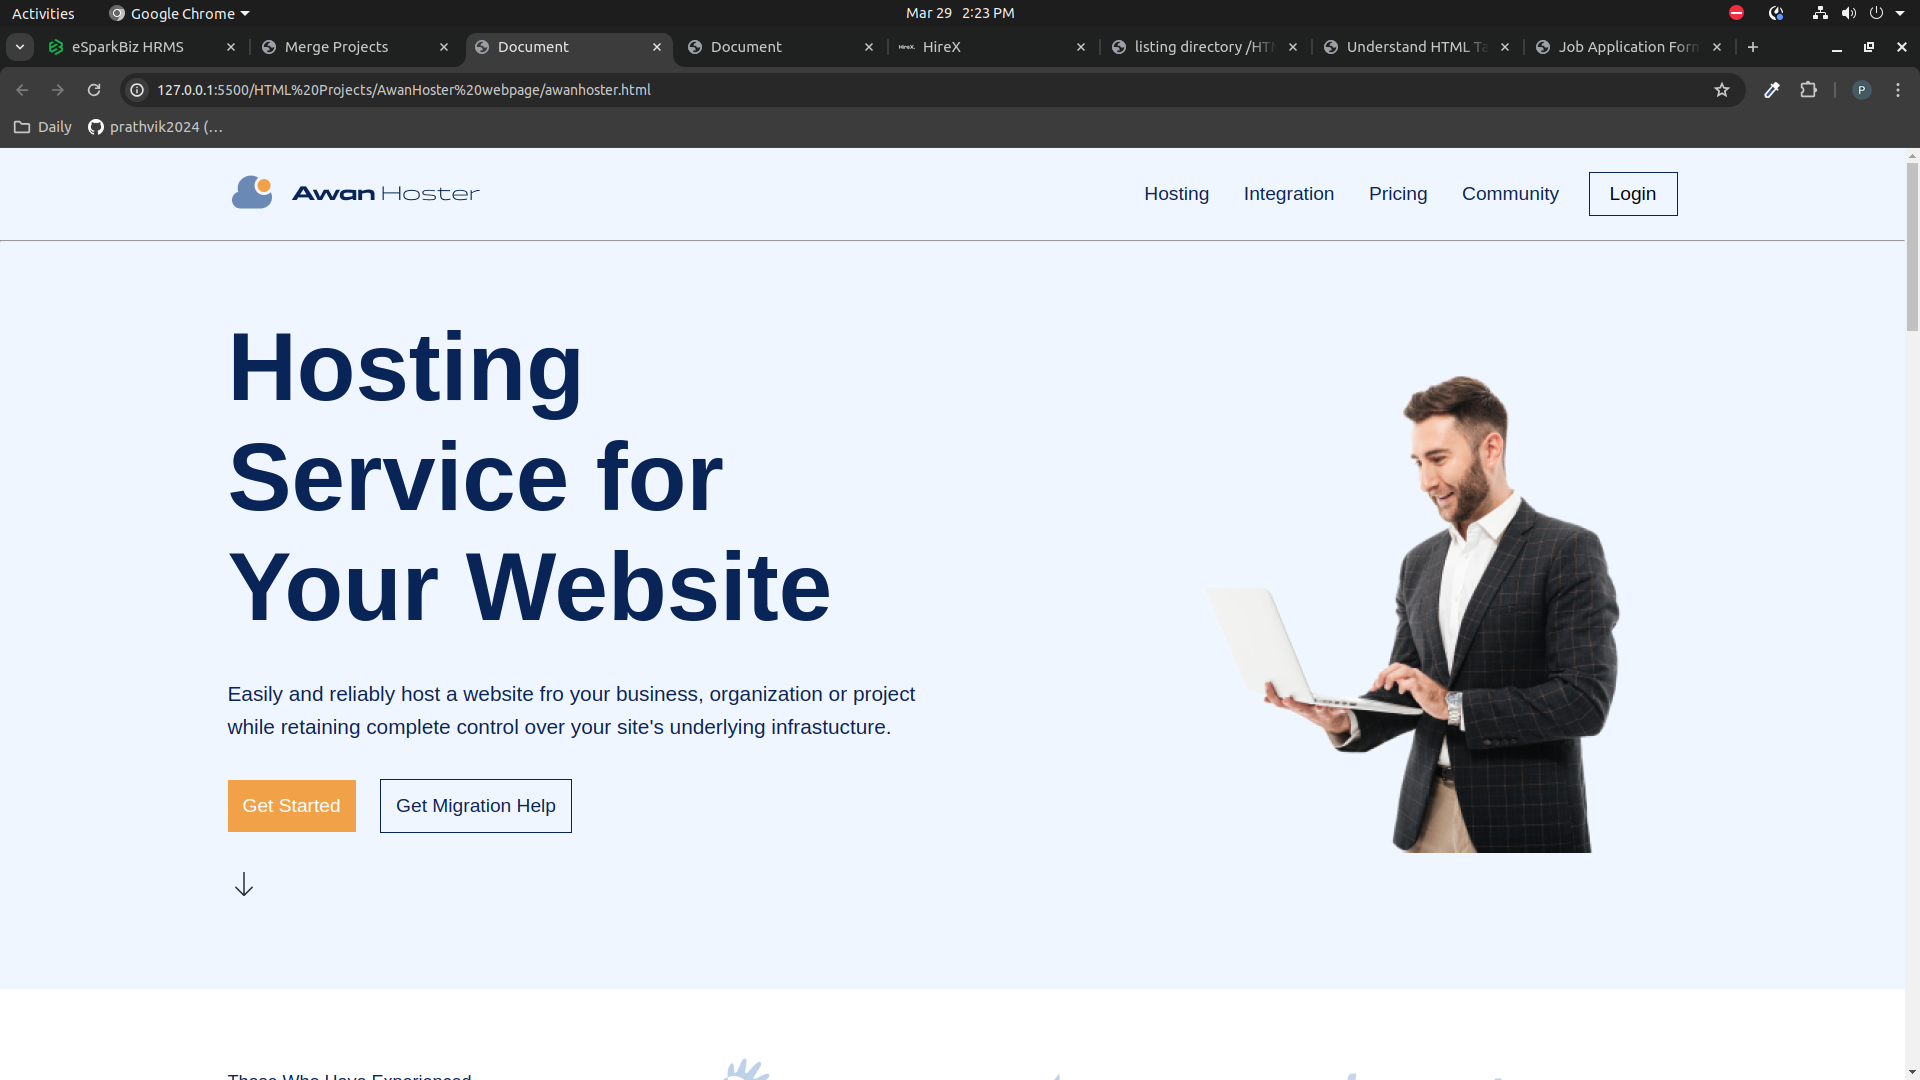 Activities
Google Chrome
Mar 29 2:23 PM
eSparkBiz HRMS
Merge Projects
Document
Document
HireX.
HireX
listing directory /HTM
Understand HTML Ta
Job Application Form
127.0.0.1:5500/HTML%20Projects/AwanHoster%20webpage/awanhoster.html
P
Daily
prathvik2024 (...
Awan Hoster
Hosting
Integration
Pricing
Community
Login
Hosting
Service for
Your Website
Easily and reliably host a website fro your business, organization or project
while retaining complete control over your site's underlying infrastucture.
Get Started
Get Migration Help
Those Who Have Experienced